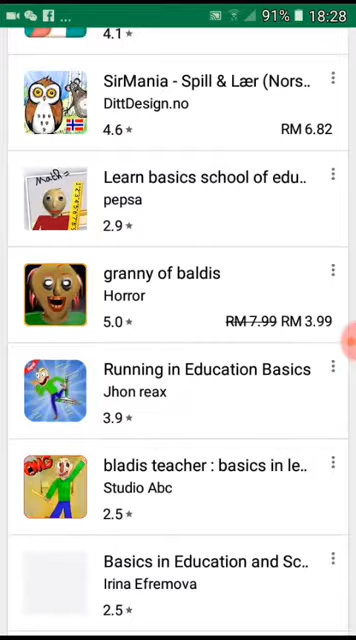 ... 91% 18:28
4.1 ★
SirMania - Spill & Lær (Nors..
DittDesign.no
4.6 ★ RM 6.82
Math=
Learn basics school of edu..
pepsa
2.9 ★
granny of baldis
Horror
5.0 ★ RM 7.99 RM 3.99
Running in Education Basics
Jhon reax
3.9 ★
bladis teacher : basics in le..
Studio Abc
2.5 ★
Basics in Education and Sc..
Irina Efremova
2.5 ★